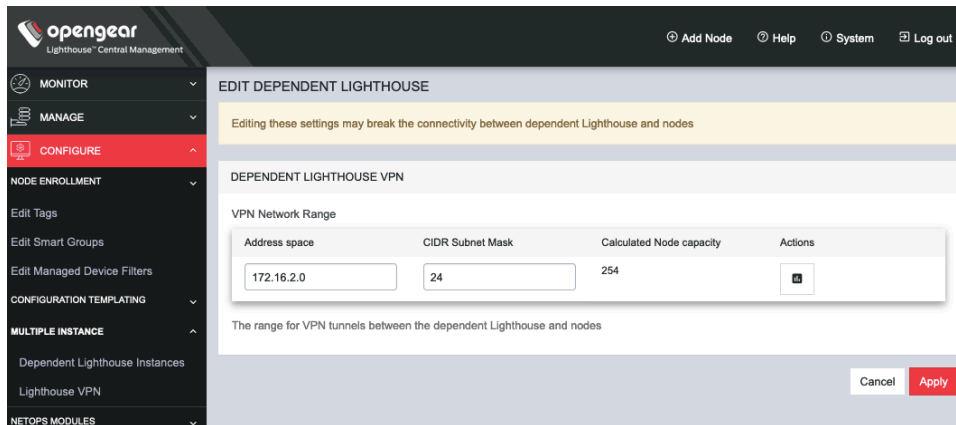 opengear
Lighthouse™ Central Management
Add Node
Help
System
Log out
MONITOR
MANAGE
CONFIGURE
NODE ENROLLMENT
Edit Tags
Edit Smart Groups
Edit Managed Device Filters
CONFIGURATION TEMPLATING
MULTIPLE INSTANCE
Dependent Lighthouse Instances
Lighthouse VPN
NETOPS MODULES
EDIT DEPENDENT LIGHTHOUSE
Editing these settings may break the connectivity between dependent Lighthouse and nodes
DEPENDENT LIGHTHOUSE VPN
VPN Network Range
Address space CIDR Subnet Mask Calculated Node capacity Actions
172.16.2.0 24 254
The range for VPN tunnels between the dependent Lighthouse and nodes
Cancel Apply